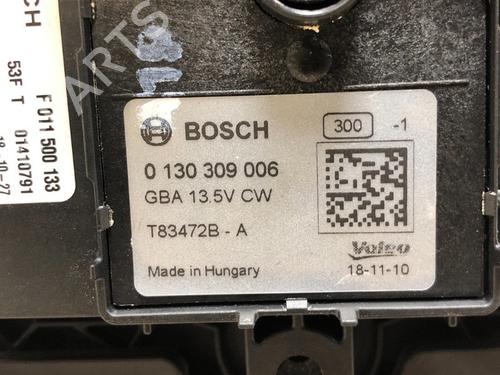 BOSCH
300 -1
0 130 309 006
GBA 13.5V CW
T83472B - A
Valeo
Made in Hungary
18-11-10
F 011 500 133
53F T 01410791
ARTS